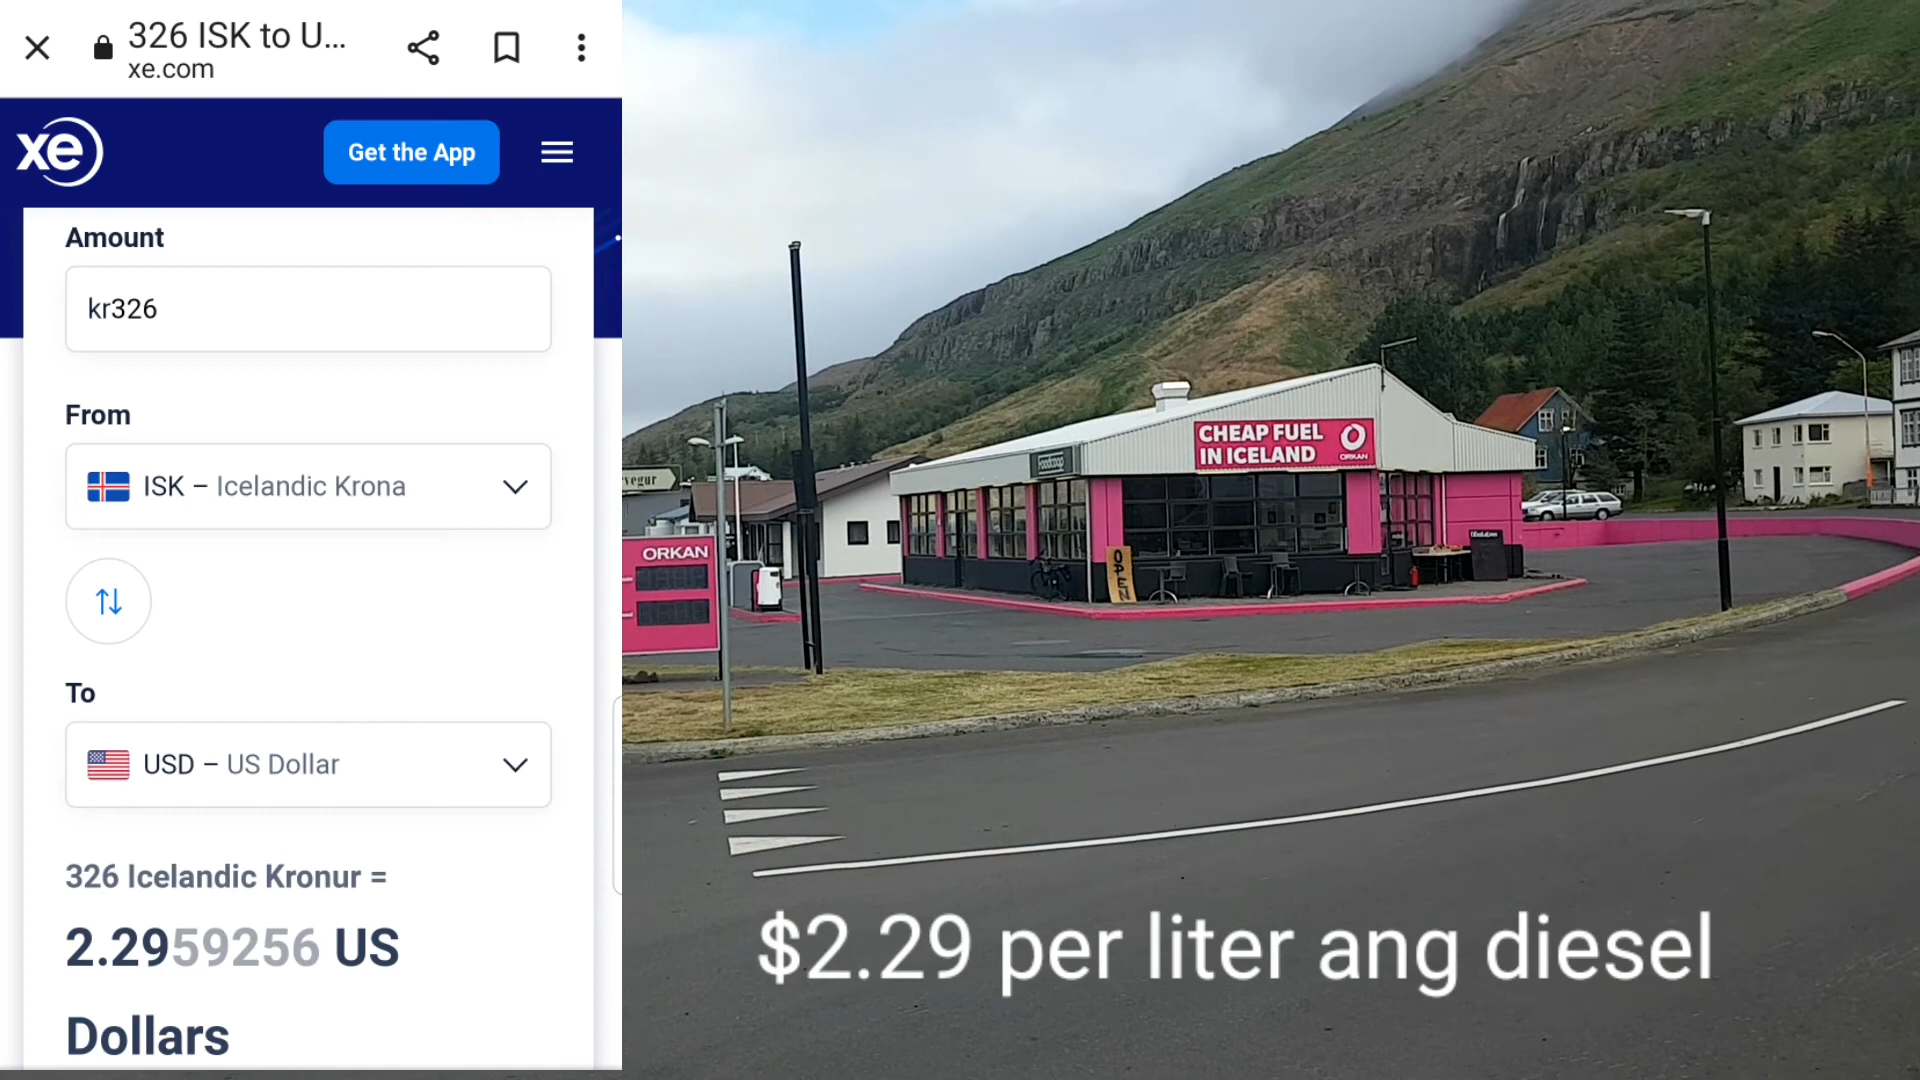 326 ISK to U...
xe.com
xe
Get the App
Amount
kr326
From
ISK – Icelandic Krona
To
USD – US Dollar
326 Icelandic Kronur =
2.2959256 US
Dollars
vegur
Foodcoop
CHEAP FUEL
IN ICELAND
ORKAN
ORKAN
OPEN
$2.29 per liter ang diesel